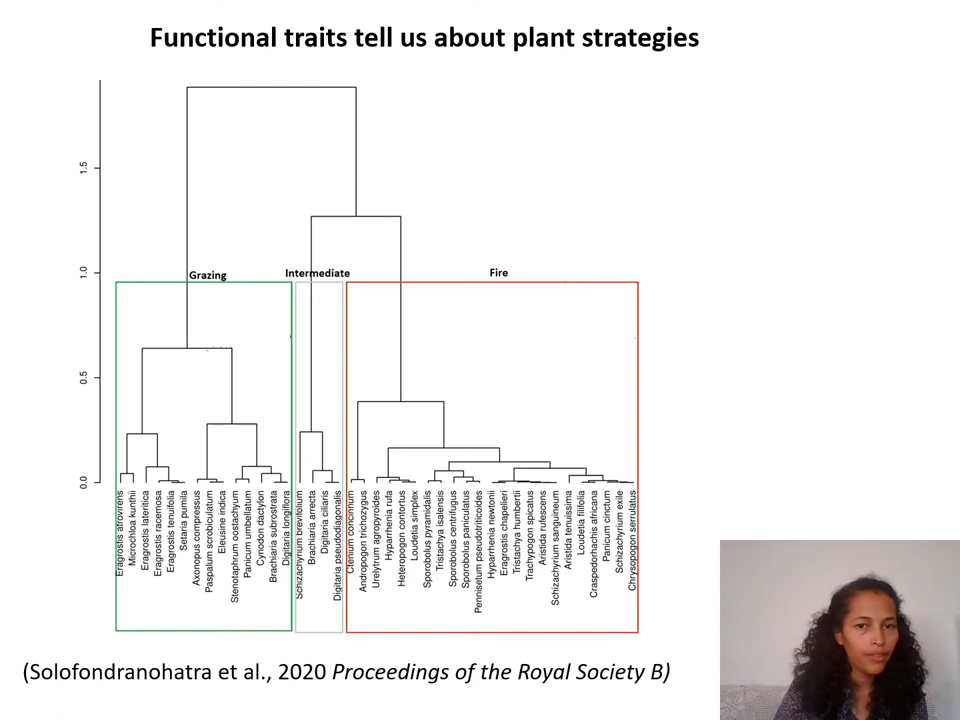 Functional traits tell us about plant strategies
1.5
1.0
0.5
0.0
Grazing
Intermediate
Fire
Eragrostis atrovirens
Microchloa kunthii
Eragrostis lateritica
Eragrostis racemosa
Eragrostis tenuifolia
Setaria pumila
Axonopus compressus
Paspalum scrobiculatum
Eleusine indica
Stenotaphrum oostachyum
Panicum umbellatum
Cynodon dactylon
Brachiaria subrostrata
Digitaria longiflora
Schizachyrium brevifolium
Brachiaria arrecta
Digitaria ciliaris
Digitaria pseudodiagonalis
Ctenium concinnum
Andropogon trichozygus
Urelytrum agropyroides
Hyparrhenia rufa
Heteropogon contortus
Loudetia simplex
Sporobolus pyramidalis
Tristachya isalensis
Sporobolus centrifugus
Sporobolus paniculatus
Pennisetum pseudotriticoides
Hyparrhenia newtonii
Eragrostis chapelieri
Tristachya humbertii
Trachypogon spicatus
Aristida rufescens
Schizachyrium sanguineum
Aristida tenuissima
Loudetia filifolia
Craspedorhachis africana
Panicum cinctum
Schizachyrium exile
Chrysopogon serrulatus
(Solofondranohatra et al., 2020 Proceedings of the Royal Society B)